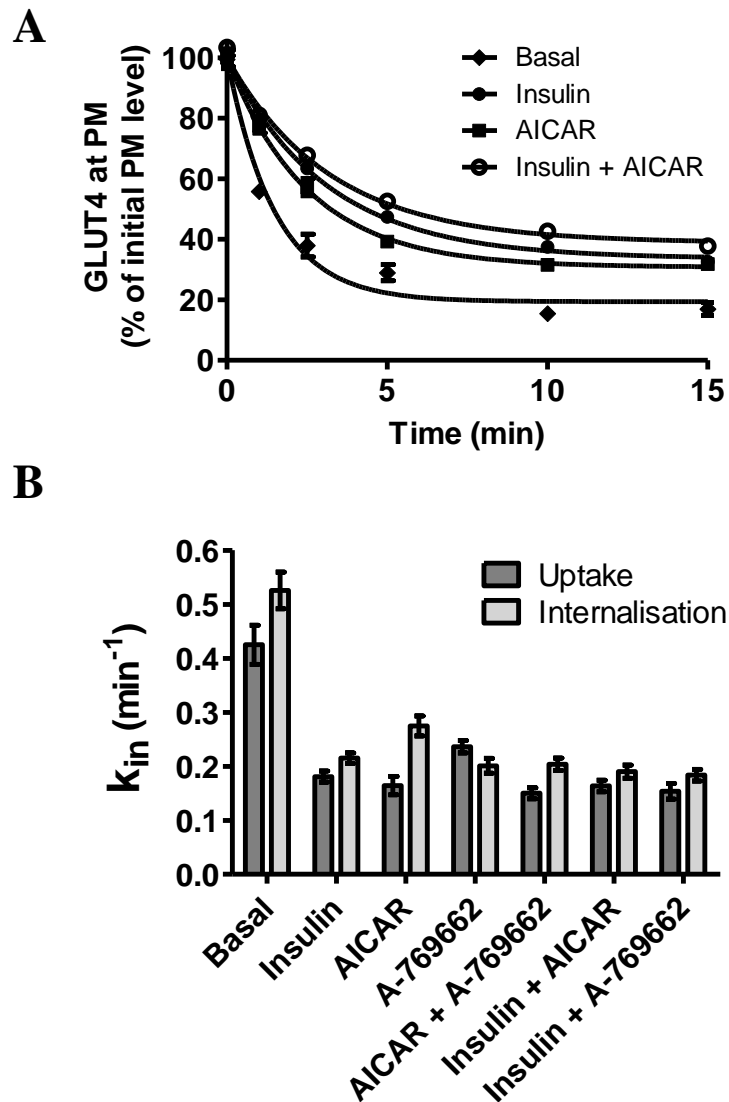 A
GLUT4 at PM
(% of initial PM level)
100
80
60
40
20
0
Basal
Insulin
AICAR
Insulin + AICAR
0
5
10
15
Time (min)
B
k_in (min⁻¹)
0.6
0.5
0.4
0.3
0.2
0.1
0.0
Uptake
Internalisation
Basal
Insulin
AICAR
A-769662
AICAR + A-769662
Insulin + AICAR
Insulin + A-769662